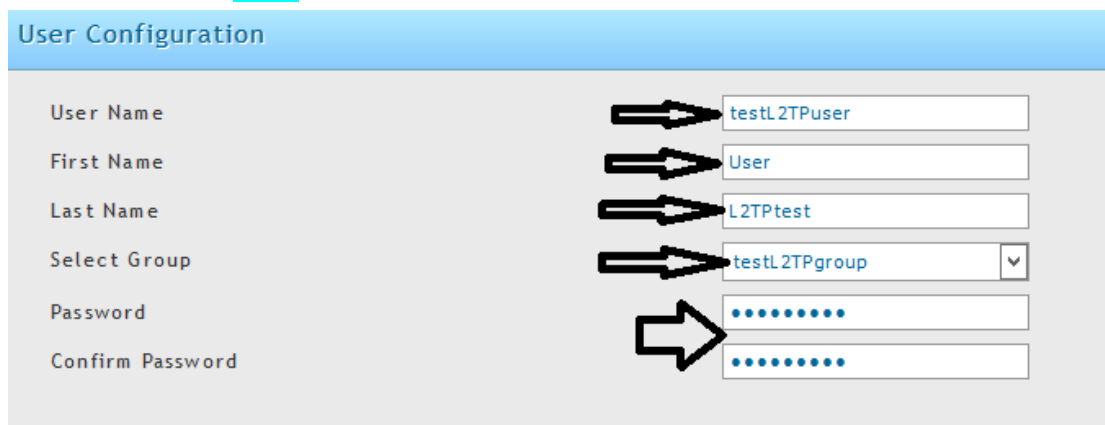 User Configuration
User Name testL2TPuser
First Name User
Last Name L2TPtest
Select Group testL2TPgroup
Password •••••••••
Confirm Password •••••••••